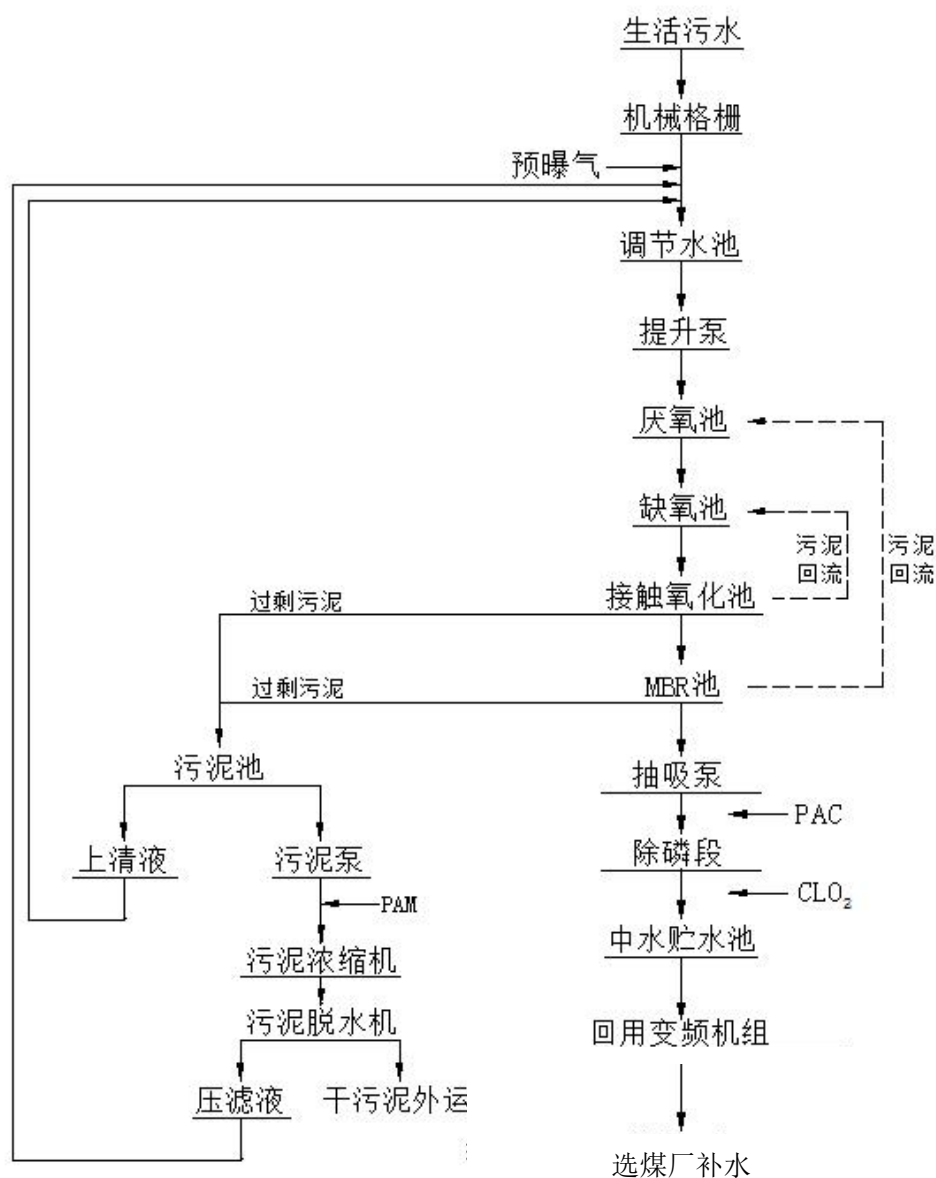 生活污水
机械格栅
预曝气
调节水池
提升泵
厌氧池
缺氧池
污泥
回流
污泥
回流
过剩污泥
接触氧化池
过剩污泥
MBR池
污泥池
抽吸泵
PAC
上清液
污泥泵
除磷段
PAM
CLO₂
中水贮水池
污泥浓缩机
污泥脱水机
回用变频机组
压滤液
干污泥外运
选煤厂补水